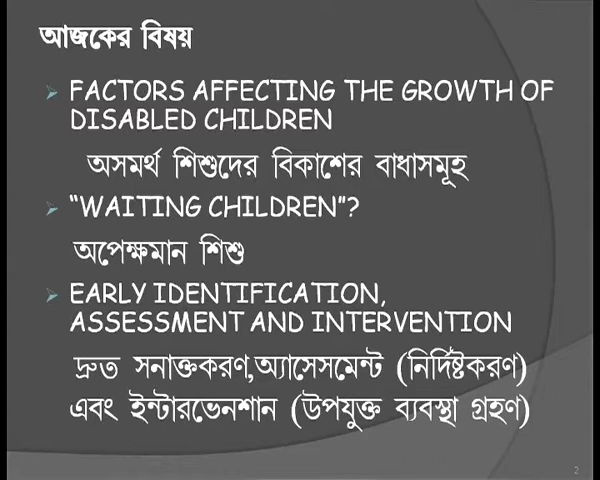 আজকের বিষয়
FACTORS AFFECTING THE GROWTH OF
DISABLED CHILDREN
অসমর্থ শিশুদের বিকাশের বাধাসমূহ
“WAITING CHILDREN”?
অপেক্ষমান শিশু
EARLY IDENTIFICATION,
ASSESSMENT AND INTERVENTION
দ্রুত সনাক্তকরণ,অ্যাসেসমেন্ট (নির্দিষ্টকরণ)
এবং ইন্টারভেনশান (উপযুক্ত ব্যবস্থা গ্রহণ)
2